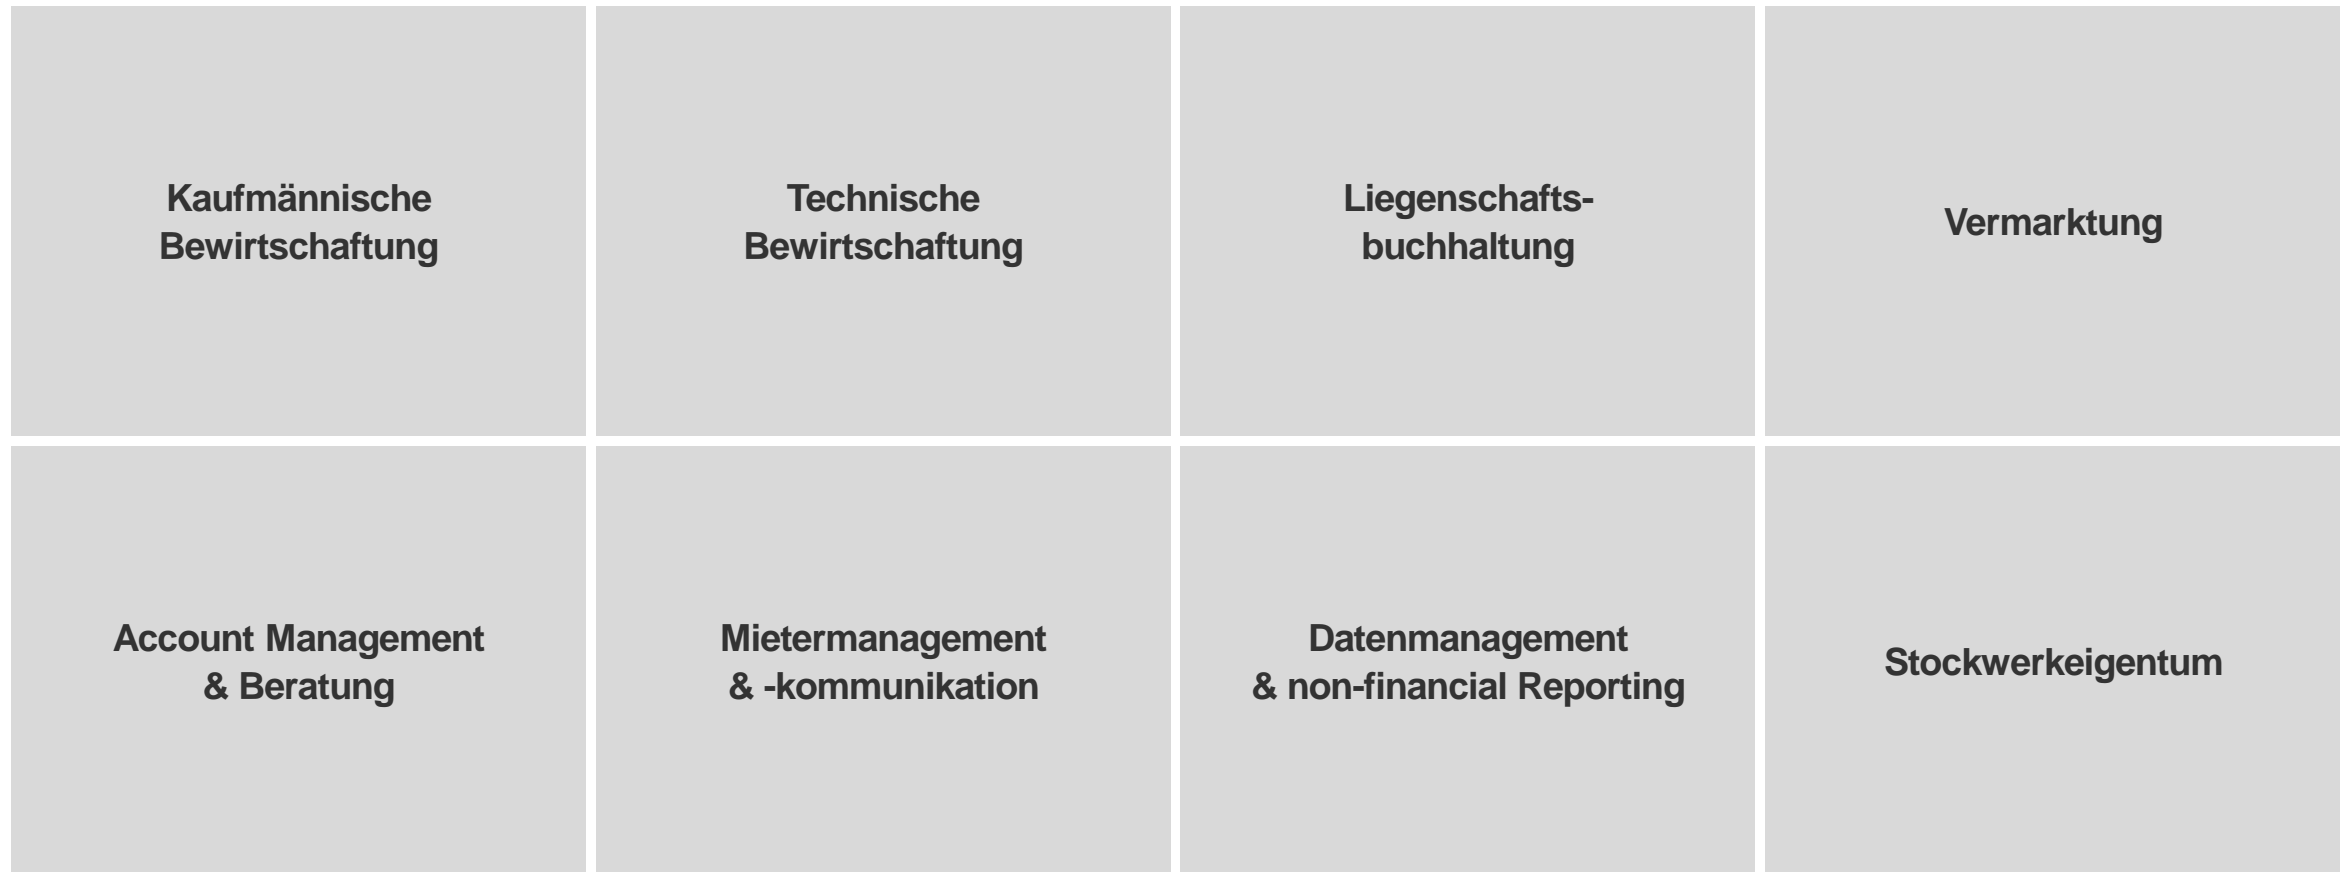 Kaufmännische
Bewirtschaftung
Technische
Bewirtschaftung
Liegenschafts-
buchhaltung
Vermarktung
Account Management
& Beratung
Mietermanagement
& -kommunikation
Datenmanagement
& non-financial Reporting
Stockwerkeigentum